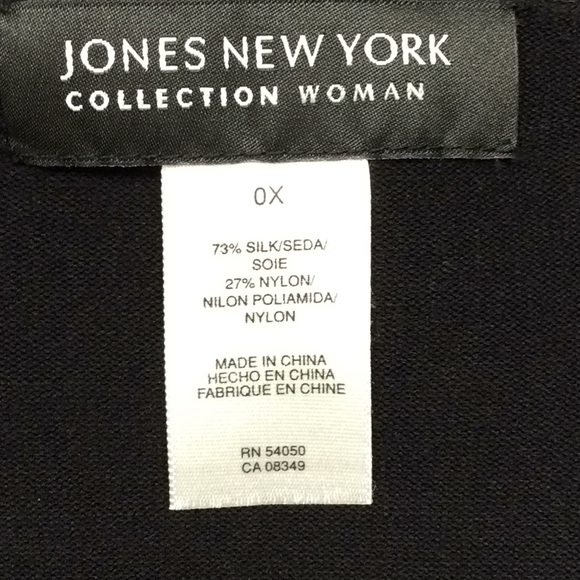 JONES NEW YORK
COLLECTION WOMAN
0X
73% SILK/SEDA/
SOIE
27% NYLON/
NILON POLIAMIDA/
NYLON
MADE IN CHINA
HECHO EN CHINA
FABRIQUE EN CHINE
RN 54050
CA 08349